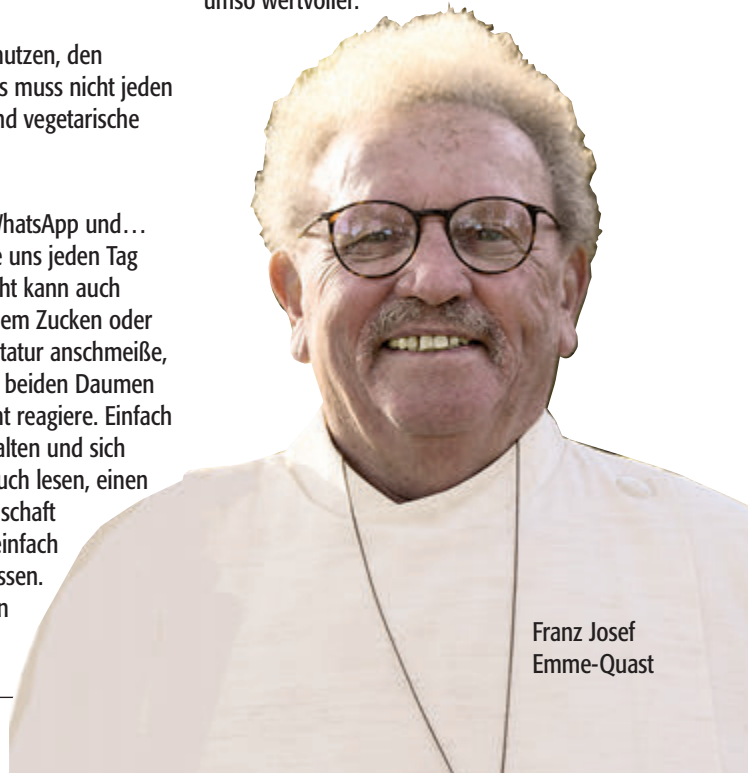 umso wertvoller.
nutzen, den
s muss nicht jeden
nd vegetarische
WhatsApp und…
e uns jeden Tag
ht kann auch
em Zucken oder
tatur anschmeiße,
beiden Daumen
nt reagiere. Einfach
alten und sich
uch lesen, einen
schaft
einfach
ssen.
n
Franz Josef
Emme-Quast